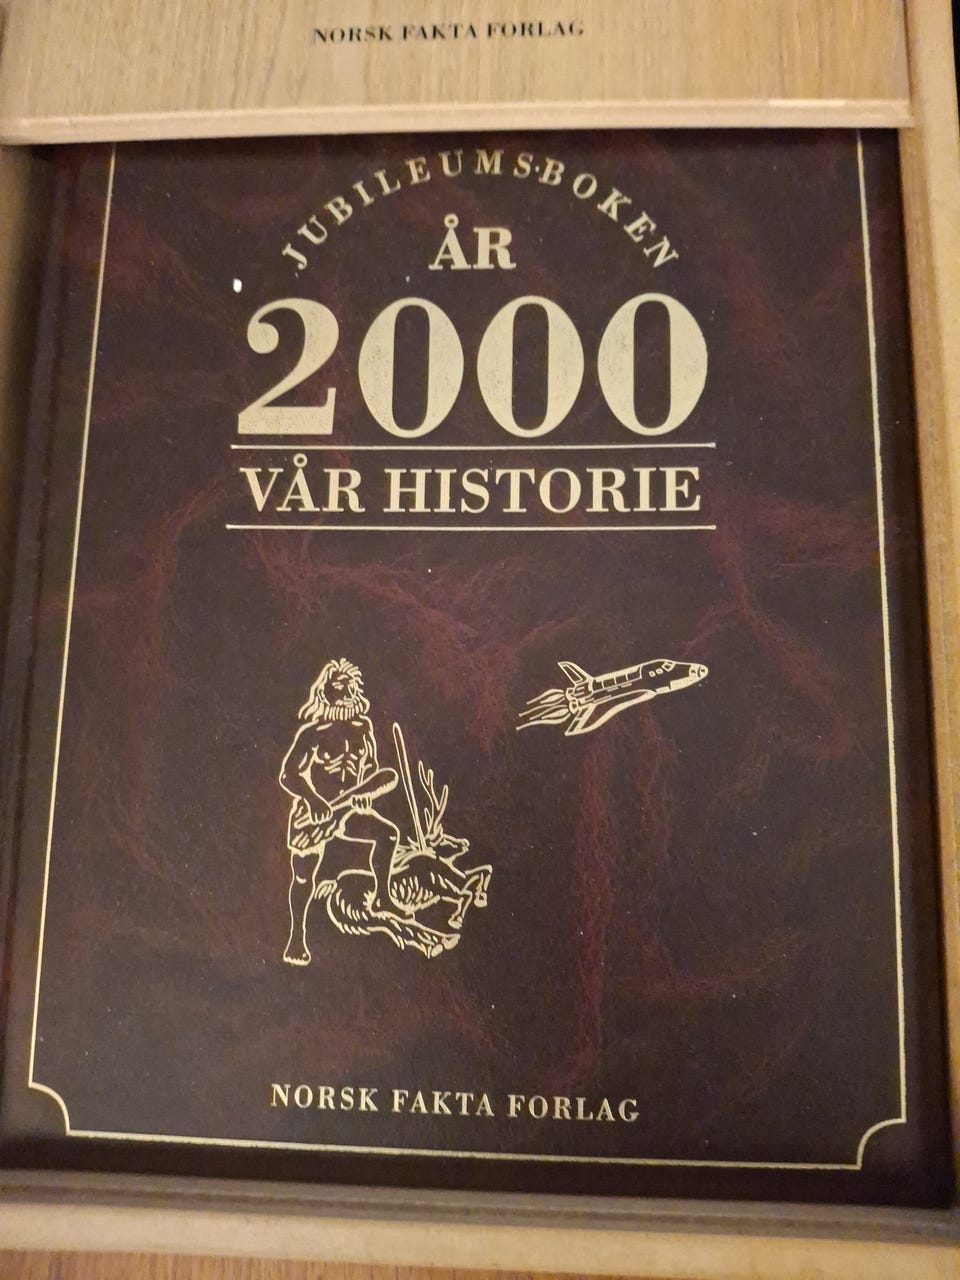 NORSK FAKTA FORLAG
JUBILEUMS·BOKEN
ÅR
2000
VÅR HISTORIE
NORSK FAKTA FORLAG